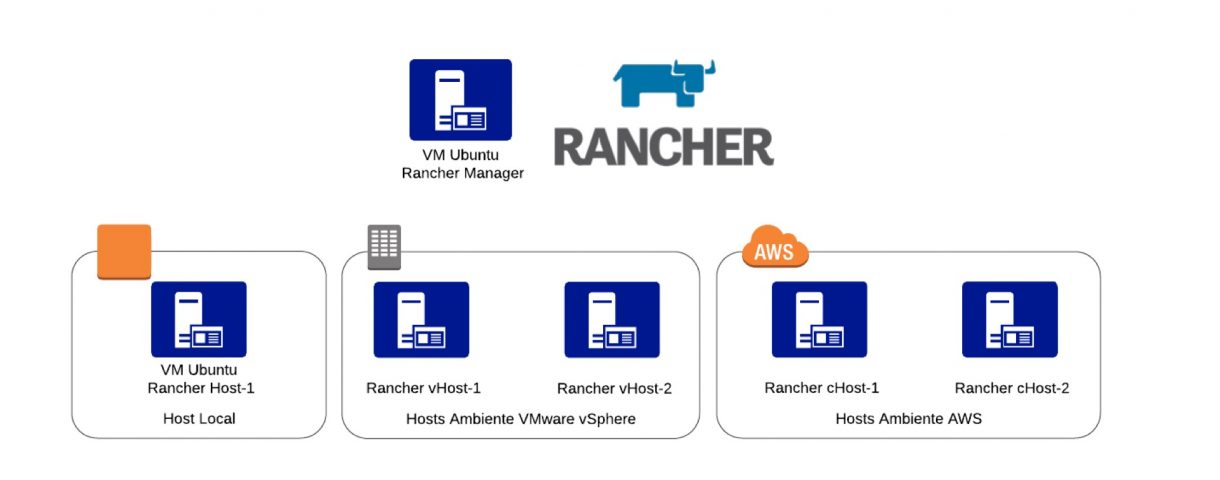 VM Ubuntu
Rancher Manager
RANCHER
AWS
VM Ubuntu
Rancher Host-1
Host Local
Rancher vHost-1
Rancher vHost-2
Hosts Ambiente VMware vSphere
Rancher cHost-1
Rancher cHost-2
Hosts Ambiente AWS